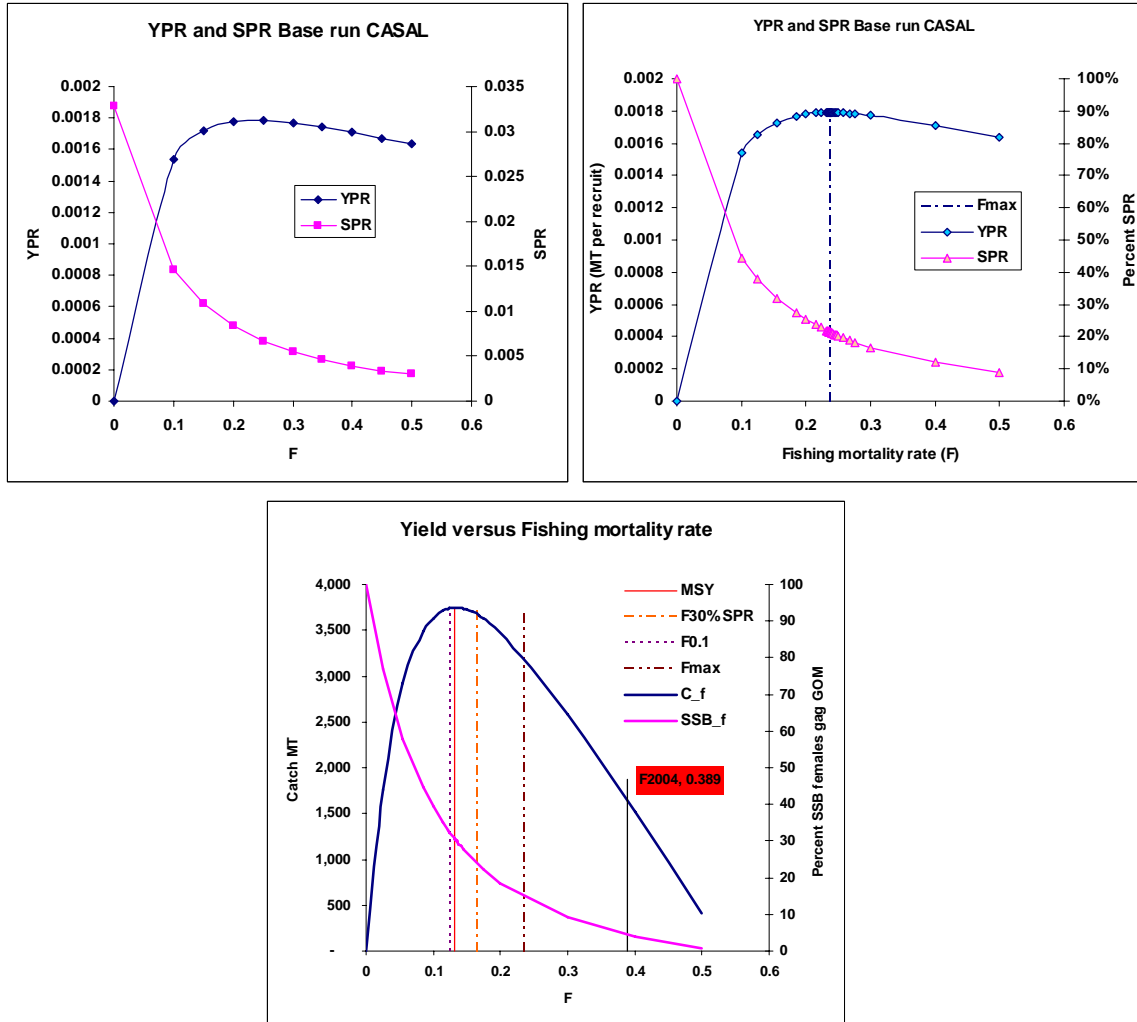 YPR and SPR Base run CASAL
0.002
0.0018
0.0016
0.0014
0.0012
0.001
0.0008
0.0006
0.0004
0.0002
0
YPR
0.035
0.03
0.025
0.02
0.015
0.01
0.005
0
SPR
YPR
SPR
0 0.1 0.2 0.3 0.4 0.5 0.6
F
YPR and SPR Base run CASAL
0.002
0.0018
0.0016
0.0014
0.0012
0.001
0.0008
0.0006
0.0004
0.0002
0
YPR (MT per recruit)
100%
90%
80%
70%
60%
50%
40%
30%
20%
10%
0%
Percent SPR
Fmax
YPR
SPR
0 0.1 0.2 0.3 0.4 0.5 0.6
Fishing mortality rate (F)
Yield versus Fishing mortality rate
4,000
3,500
3,000
2,500
2,000
1,500
1,000
500
-
Catch MT
100
90
80
70
60
50
40
30
20
10
0
Percent SSB females gag GOM
MSY
F30%SPR
F0.1
Fmax
C_f
SSB_f
F2004, 0.389
0 0.1 0.2 0.3 0.4 0.5 0.6
F